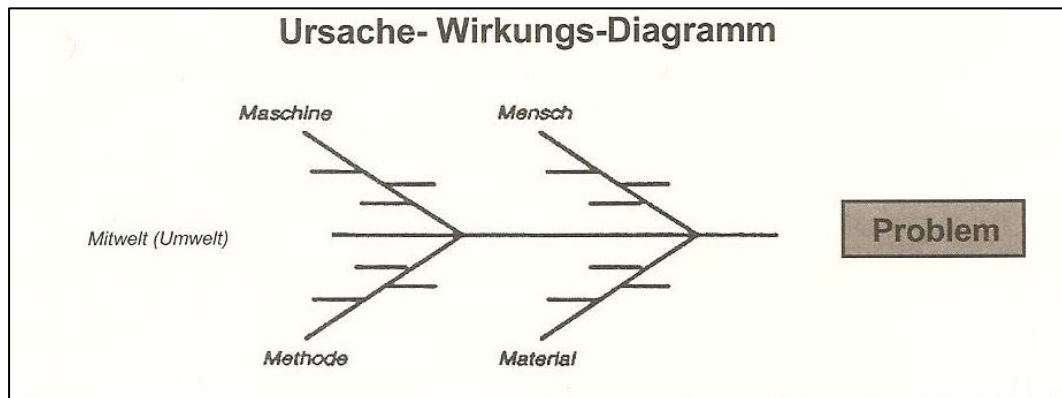 Ursache- Wirkungs-Diagramm
Maschine
Mensch
Mitwelt (Umwelt)
Problem
Methode
Material